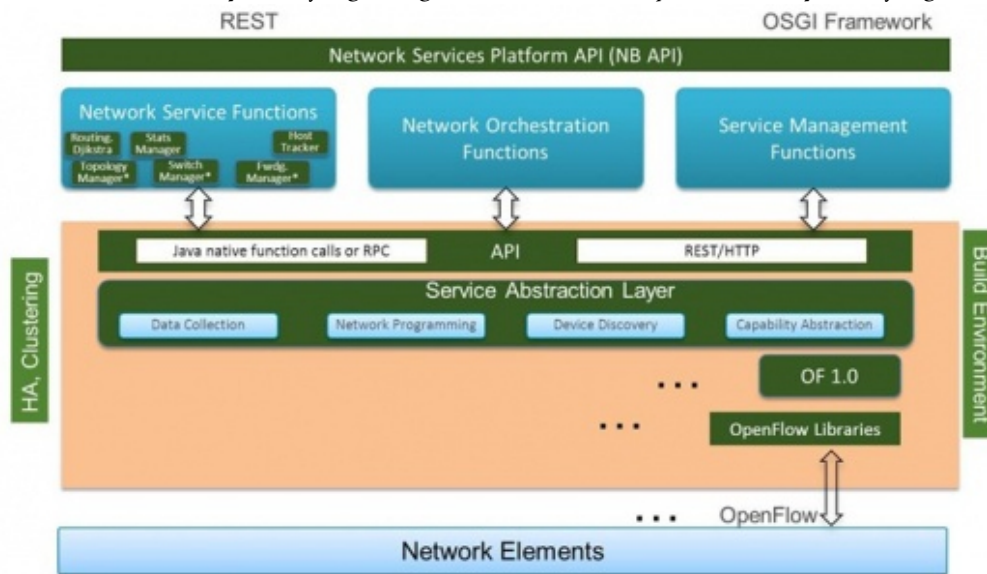 REST
OSGI Framework
Network Services Platform API (NB API)
Network Service Functions
Routing,
Djikstra
Stats
Manager
Host
Tracker
Topology
Manager*
Switch
Manager*
Fwdg.
Manager*
Network Orchestration
Functions
Service Management
Functions
Java native function calls or RPC
API
REST/HTTP
Service Abstraction Layer
Data Collection
Network Programming
Device Discovery
Capability Abstraction
HA, Clustering
Build Environment
... OF 1.0
... OpenFlow Libraries
... OpenFlow
Network Elements